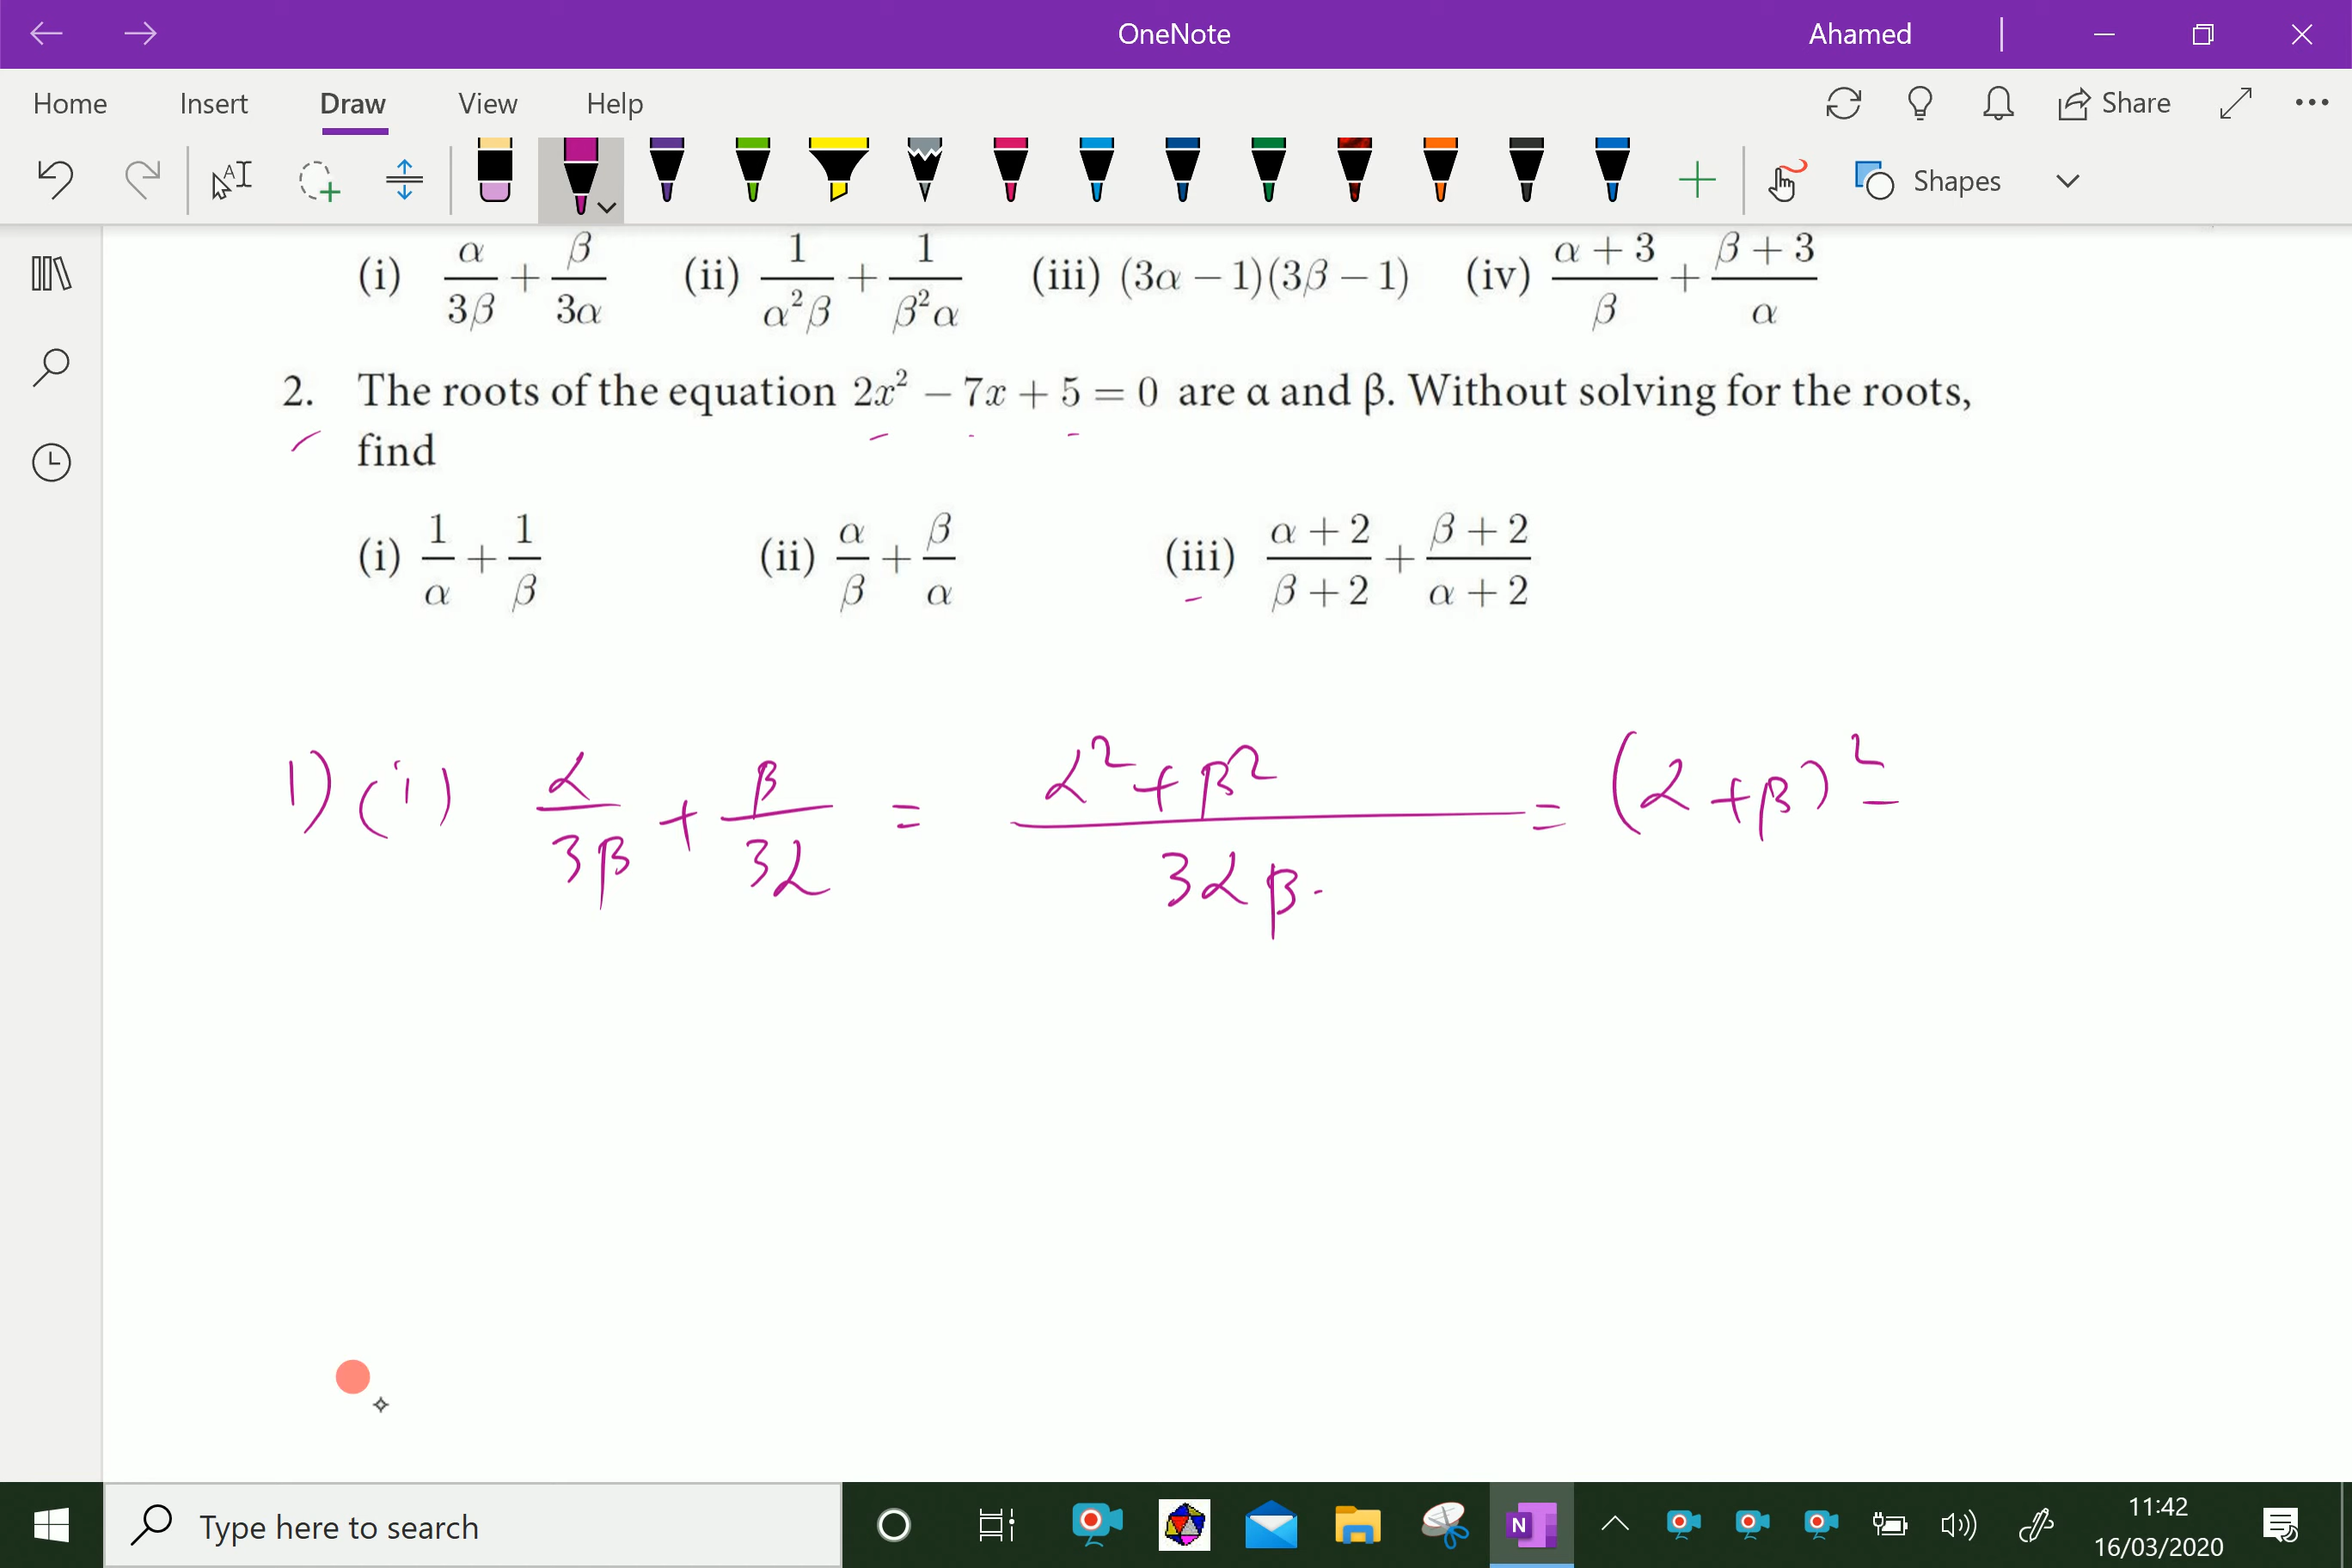 OneNote
Ahamed
Home Insert Draw View Help Share
Shapes
(i) α/3β + β/3α (ii) 1/α²β + 1/β²α (iii) (3α − 1)(3β − 1) (iv) (α + 3)/β + (β + 3)/α
2. The roots of the equation 2x² − 7x + 5 = 0 are α and β. Without solving for the roots,
find
(i) 1/α + 1/β (ii) α/β + β/α (iii) (α + 2)/(β + 2) + (β + 2)/(α + 2)
1) (i) α/3β + β/3α = (α² + β²)/3αβ. = (α + β)² −
Type here to search
11:42
16/03/2020